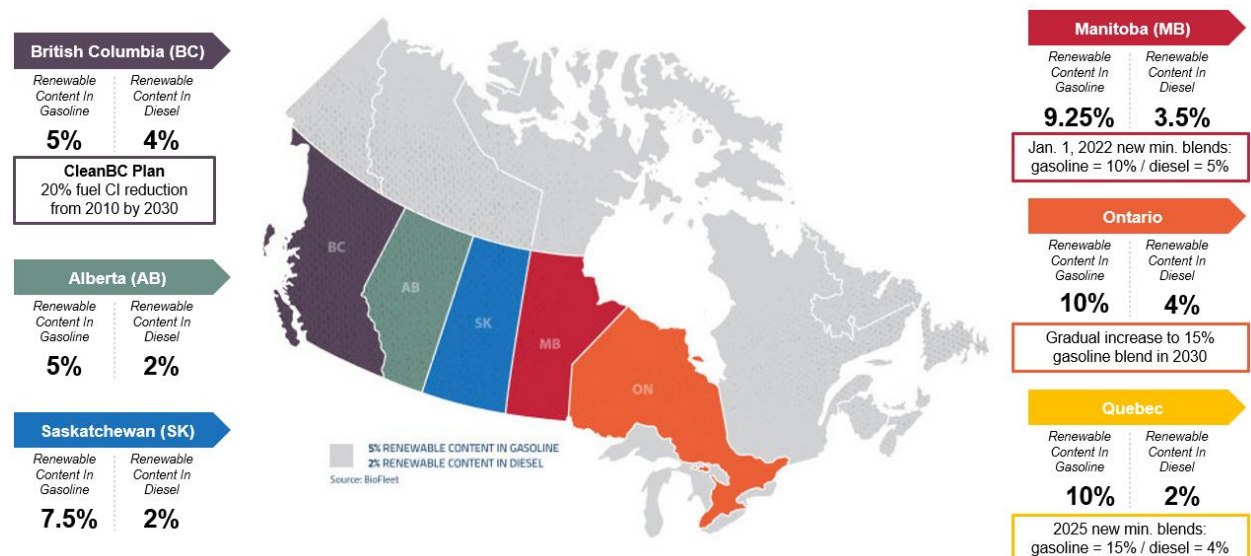 British Columbia (BC)
Renewable
Content In
Gasoline
Renewable
Content In
Diesel
5%
4%
CleanBC Plan
20% fuel CI reduction
from 2010 by 2030
Alberta (AB)
Renewable
Content In
Gasoline
Renewable
Content In
Diesel
5%
2%
Saskatchewan (SK)
Renewable
Content In
Gasoline
Renewable
Content In
Diesel
7.5%
2%
BC
AB
SK
MB
ON
5% RENEWABLE CONTENT IN GASOLINE
2% RENEWABLE CONTENT IN DIESEL
Source: BioFleet
Manitoba (MB)
Renewable
Content In
Gasoline
Renewable
Content In
Diesel
9.25%
3.5%
Jan. 1, 2022 new min. blends:
gasoline = 10% / diesel = 5%
Ontario
Renewable
Content In
Gasoline
Renewable
Content In
Diesel
10%
4%
Gradual increase to 15%
gasoline blend in 2030
Quebec
Renewable
Content In
Gasoline
Renewable
Content In
Diesel
10%
2%
2025 new min. blends:
gasoline = 15% / diesel = 4%